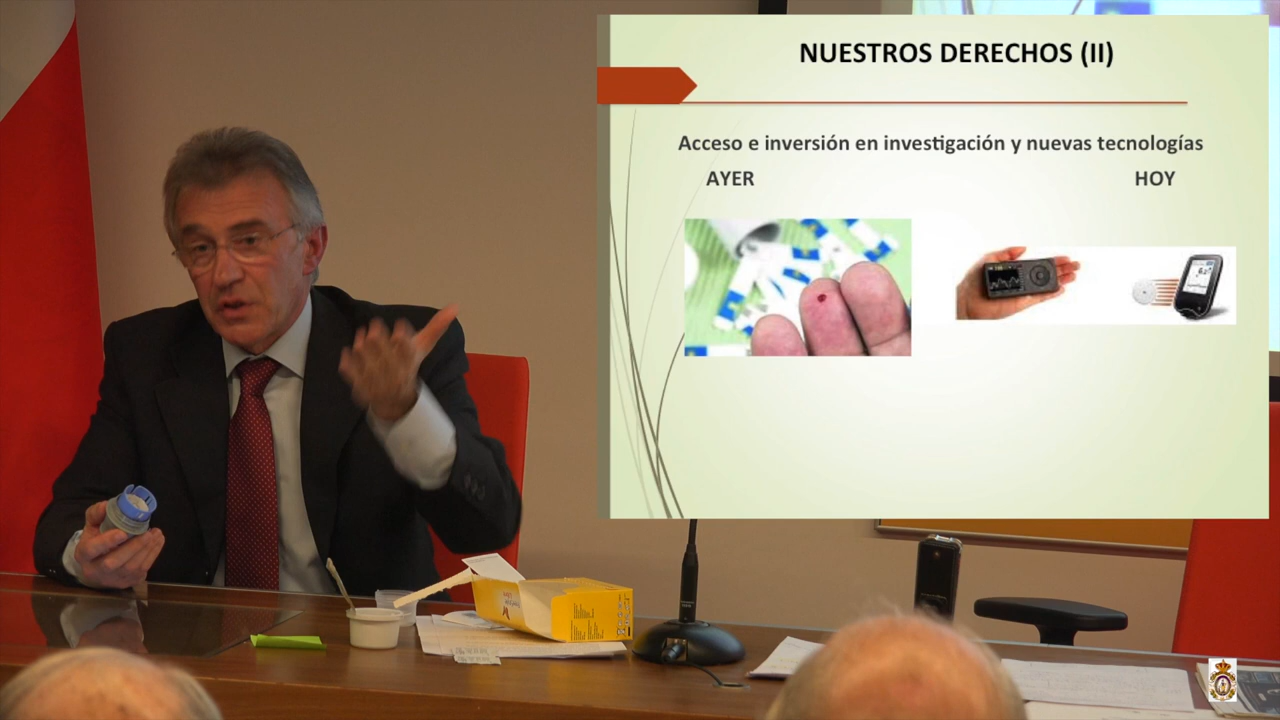 NUESTROS DERECHOS (II)
Acceso e inversión en investigación y nuevas tecnologías
AYER
HOY